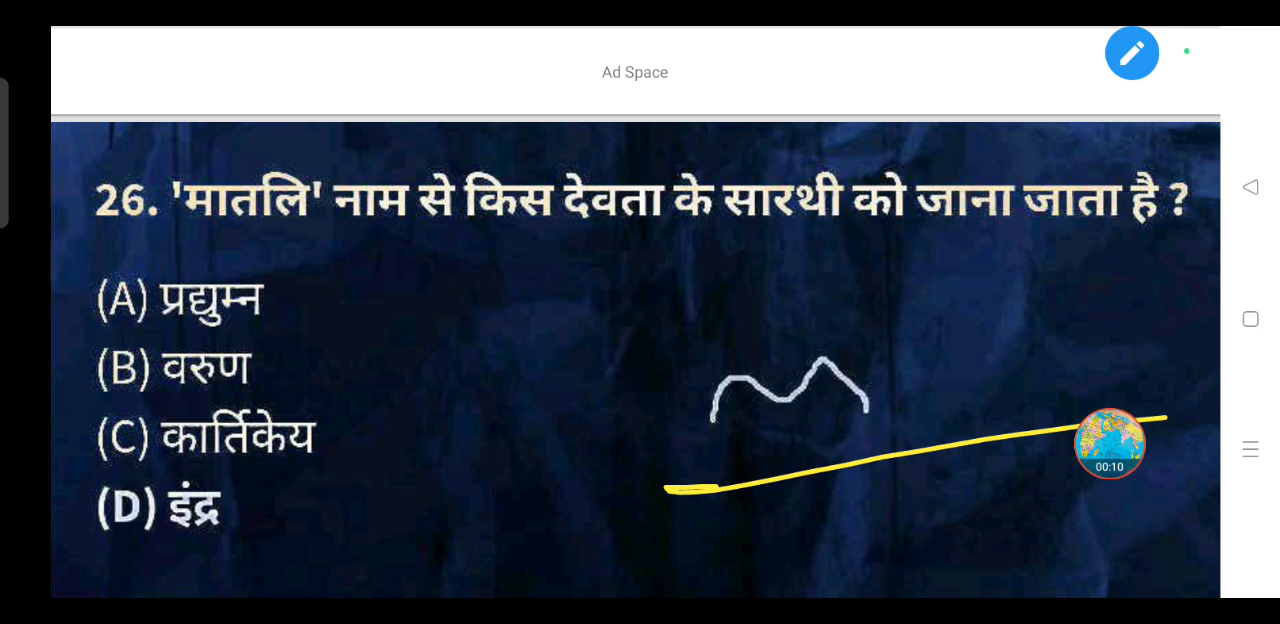 Ad Space
26. 'मातलि' नाम से किस देवता के सारथी को जाना जाता है ?
(A) प्रद्युम्न
(B) वरुण
(C) कार्तिकेय
(D) इंद्र
00:10